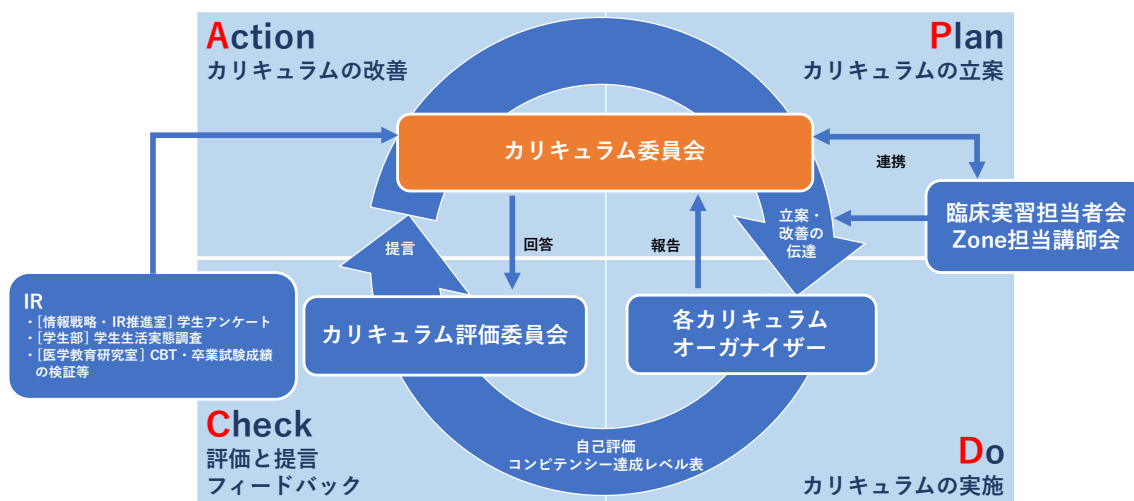 Action
カリキュラムの改善
Plan
カリキュラムの立案
カリキュラム委員会
連携
臨床実習担当者会
Zone担当講師会
立案・
改善の
伝達
提言
回答
報告
IR
・[情報戦略・IR推進室] 学生アンケート
・[学生部] 学生生活実態調査
・[医学教育研究室] CBT・卒業試験成績
の検証等
カリキュラム評価委員会
各カリキュラム
オーガナイザー
Check
評価と提言
フィードバック
自己評価
コンピテンシー達成レベル表
Do
カリキュラムの実施